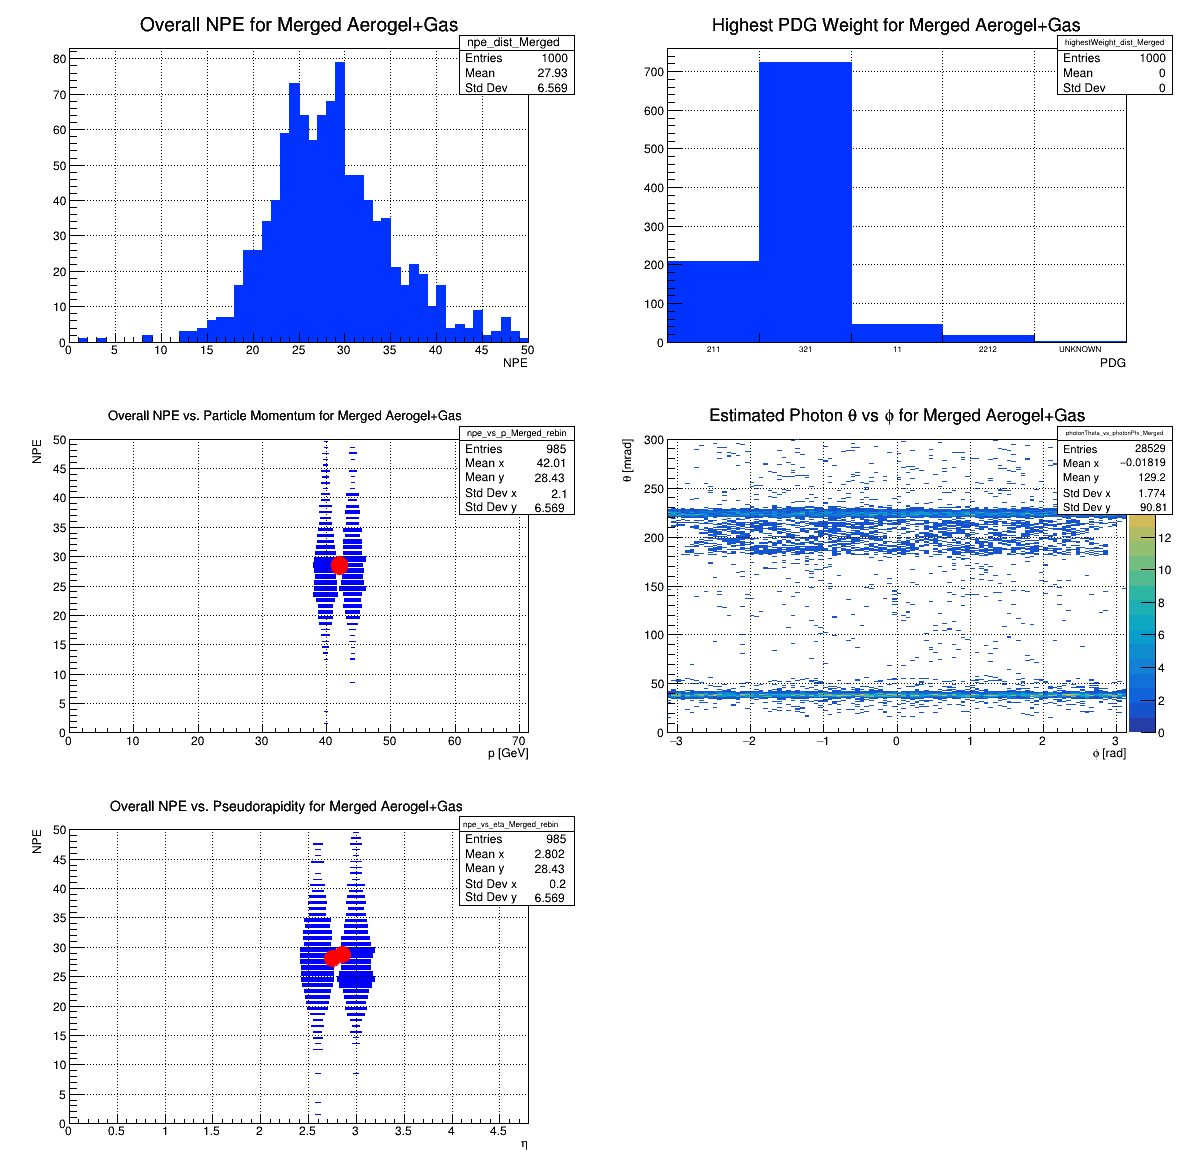 Overall NPE for Merged Aerogel+Gas
npe_dist_Merged
Entries 1000
Mean 27.93
Std Dev 6.569
80
70
60
50
40
30
20
10
0
0 5 10 15 20 25 30 35 40 45 50
NPE
Highest PDG Weight for Merged Aerogel+Gas
highestWeight_dist_Merged
Entries 1000
Mean 0
Std Dev 0
700
600
500
400
300
200
100
0
211 321 11 2212 UNKNOWN
PDG
Overall NPE vs. Particle Momentum for Merged Aerogel+Gas
npe_vs_p_Merged_rebin
Entries 985
Mean x 42.01
Mean y 28.43
Std Dev x 2.1
Std Dev y 6.569
NPE
50
45
40
35
30
25
20
15
10
5
0
0 10 20 30 40 50 60 70
p [GeV]
Estimated Photon θ vs ϕ for Merged Aerogel+Gas
photonTheta_vs_photonPhi_Merged
Entries 28529
Mean x −0.01819
Mean y 129.2
Std Dev x 1.774
Std Dev y 90.81
θ [mrad]
300
250
200
150
100
50
0
−3 −2 −1 0 1 2 3
ϕ [rad]
12
10
8
6
4
2
0
Overall NPE vs. Pseudorapidity for Merged Aerogel+Gas
npe_vs_eta_Merged_rebin
Entries 985
Mean x 2.802
Mean y 28.43
Std Dev x 0.2
Std Dev y 6.569
NPE
50
45
40
35
30
25
20
15
10
5
0
0 0.5 1 1.5 2 2.5 3 3.5 4 4.5
η